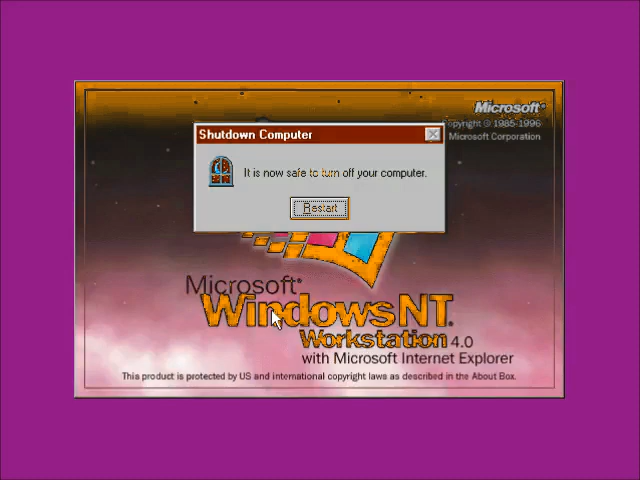 Microsoft®
opyright © 1985-1996
Microsoft Corporation
Shutdown Computer
It is now safe to turn off your computer.
Restart
Microsoft®
Windows NT®
Workstation 4.0
with Microsoft Internet Explorer
This product is protected by US and international copyright laws as described in the About Box.